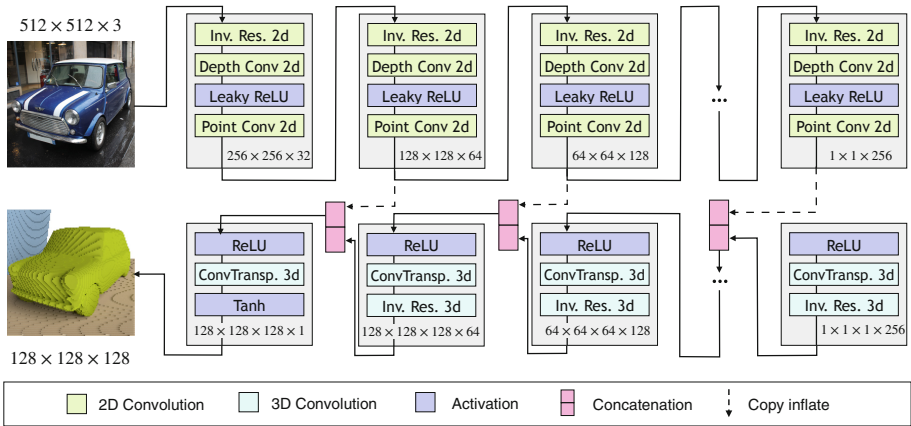 512 × 512 × 3
Inv. Res. 2d
Depth Conv 2d
Leaky ReLU
Point Conv 2d
256 × 256 × 32
Inv. Res. 2d
Depth Conv 2d
Leaky ReLU
Point Conv 2d
128 × 128 × 64
Inv. Res. 2d
Depth Conv 2d
Leaky ReLU
Point Conv 2d
64 × 64 × 128
...
Inv. Res. 2d
Depth Conv 2d
Leaky ReLU
Point Conv 2d
1 × 1 × 256
ReLU
ConvTransp. 3d
Tanh
128 × 128 × 128 × 1
ReLU
ConvTransp. 3d
Inv. Res. 3d
128 × 128 × 128 × 64
ReLU
ConvTransp. 3d
Inv. Res. 3d
64 × 64 × 64 × 128
...
ReLU
ConvTransp. 3d
Inv. Res. 3d
1 × 1 × 1 × 256
128 × 128 × 128
2D Convolution
3D Convolution
Activation
Concatenation
Copy inflate